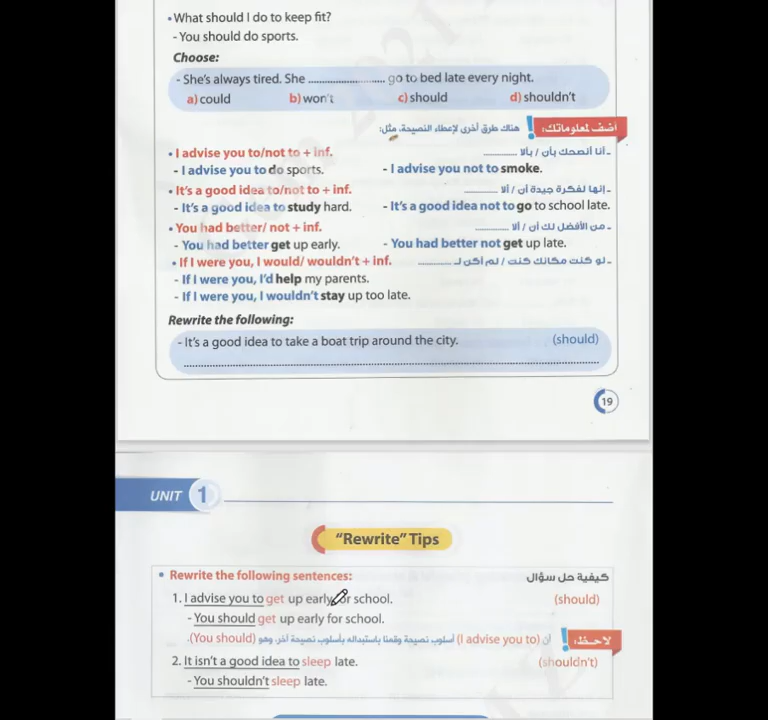 • What should I do to keep fit?
- You should do sports.
Choose:
- She's always tired. She ........................ go to bed late every night.
a) could b) won't c) should d) shouldn't
أضف لمعلوماتك: ! هناك طرق أخرى لإعطاء النصيحة، مثل:
• I advise you to/not to + inf. ـ أنا أنصحك بأن / بألا ...........
- I advise you to do sports. - I advise you not to smoke.
• It's a good idea to/not to + inf. ـ إنها لفكرة جيدة أن / ألا ...........
- It's a good idea to study hard. - It's a good idea not to go to school late.
• You had better/ not + inf. ـ من الأفضل لك أن / ألا ...........
- You had better get up early. - You had better not get up late.
• If I were you, I would/ wouldn't + inf. ـ لو كنت مكانك كنت / لم أكن لـ ...........
- If I were you, I'd help my parents.
- If I were you, I wouldn't stay up too late.
Rewrite the following:
- It's a good idea to take a boat trip around the city. (should)
19
UNIT 1
"Rewrite" Tips
• Rewrite the following sentences: كيفية حل سؤال
1. I advise you to get up early for school. (should)
- You should get up early for school.
لاحظ: ! أن (I advise you to) أسلوب نصيحة وقمنا باستبداله بأسلوب نصيحة آخر، وهو (You should).
2. It isn't a good idea to sleep late. (shouldn't)
- You shouldn't sleep late.